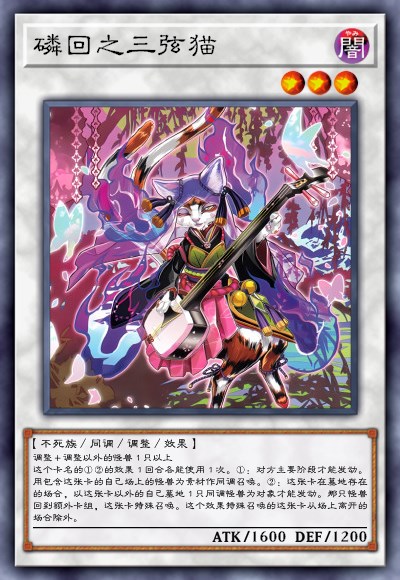 磷回之三弦猫
やみ
闇
【不死族／同调／调整／效果】
调整＋调整以外的怪兽1只以上
这个卡名的①②的效果1回合各能使用1次。①：对方主要阶段才能发动。
用包含这张卡的自己场上的怪兽为素材作同调召唤。②：这张卡在墓地存在
的场合，以这张卡以外的自己墓地1只同调怪兽为对象才能发动。那只怪兽
回到额外卡组，这张卡特殊召唤。这个效果特殊召唤的这张卡从场上离开的
场合除外。
ATK/1600 DEF/1200